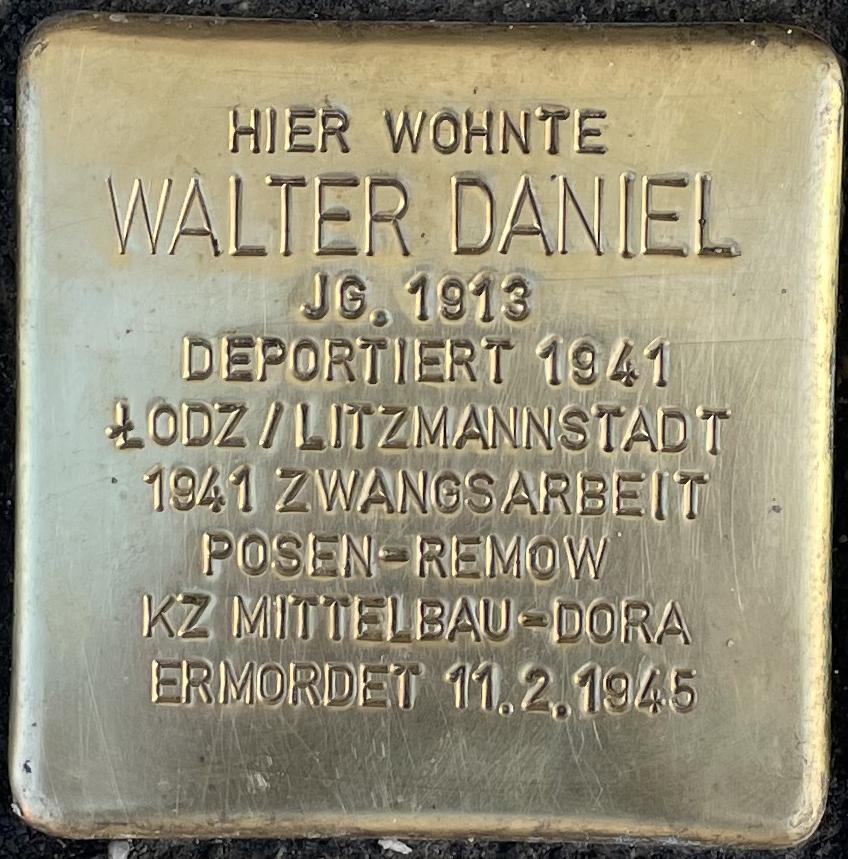 HIER WOHNTE
WALTER DANIEL
JG. 1913
DEPORTIERT 1941
ŁODZ / LITZMANNSTADT
1941 ZWANGSARBEIT
POSEN-REMOW
KZ MITTELBAU-DORA
ERMORDET 11.2.1945